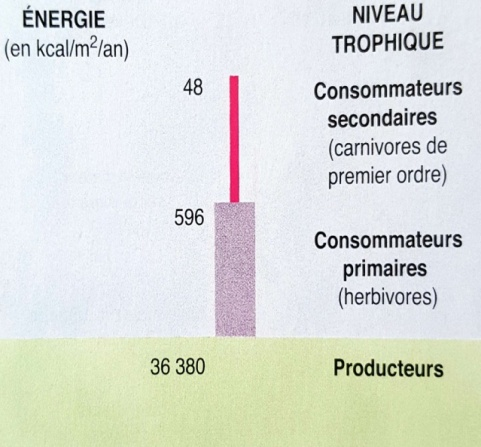 ÉNERGIE
(en kcal/m²/an)
NIVEAU
TROPHIQUE
48
Consommateurs
secondaires
(carnivores de
premier ordre)
596
Consommateurs
primaires
(herbivores)
36 380
Producteurs